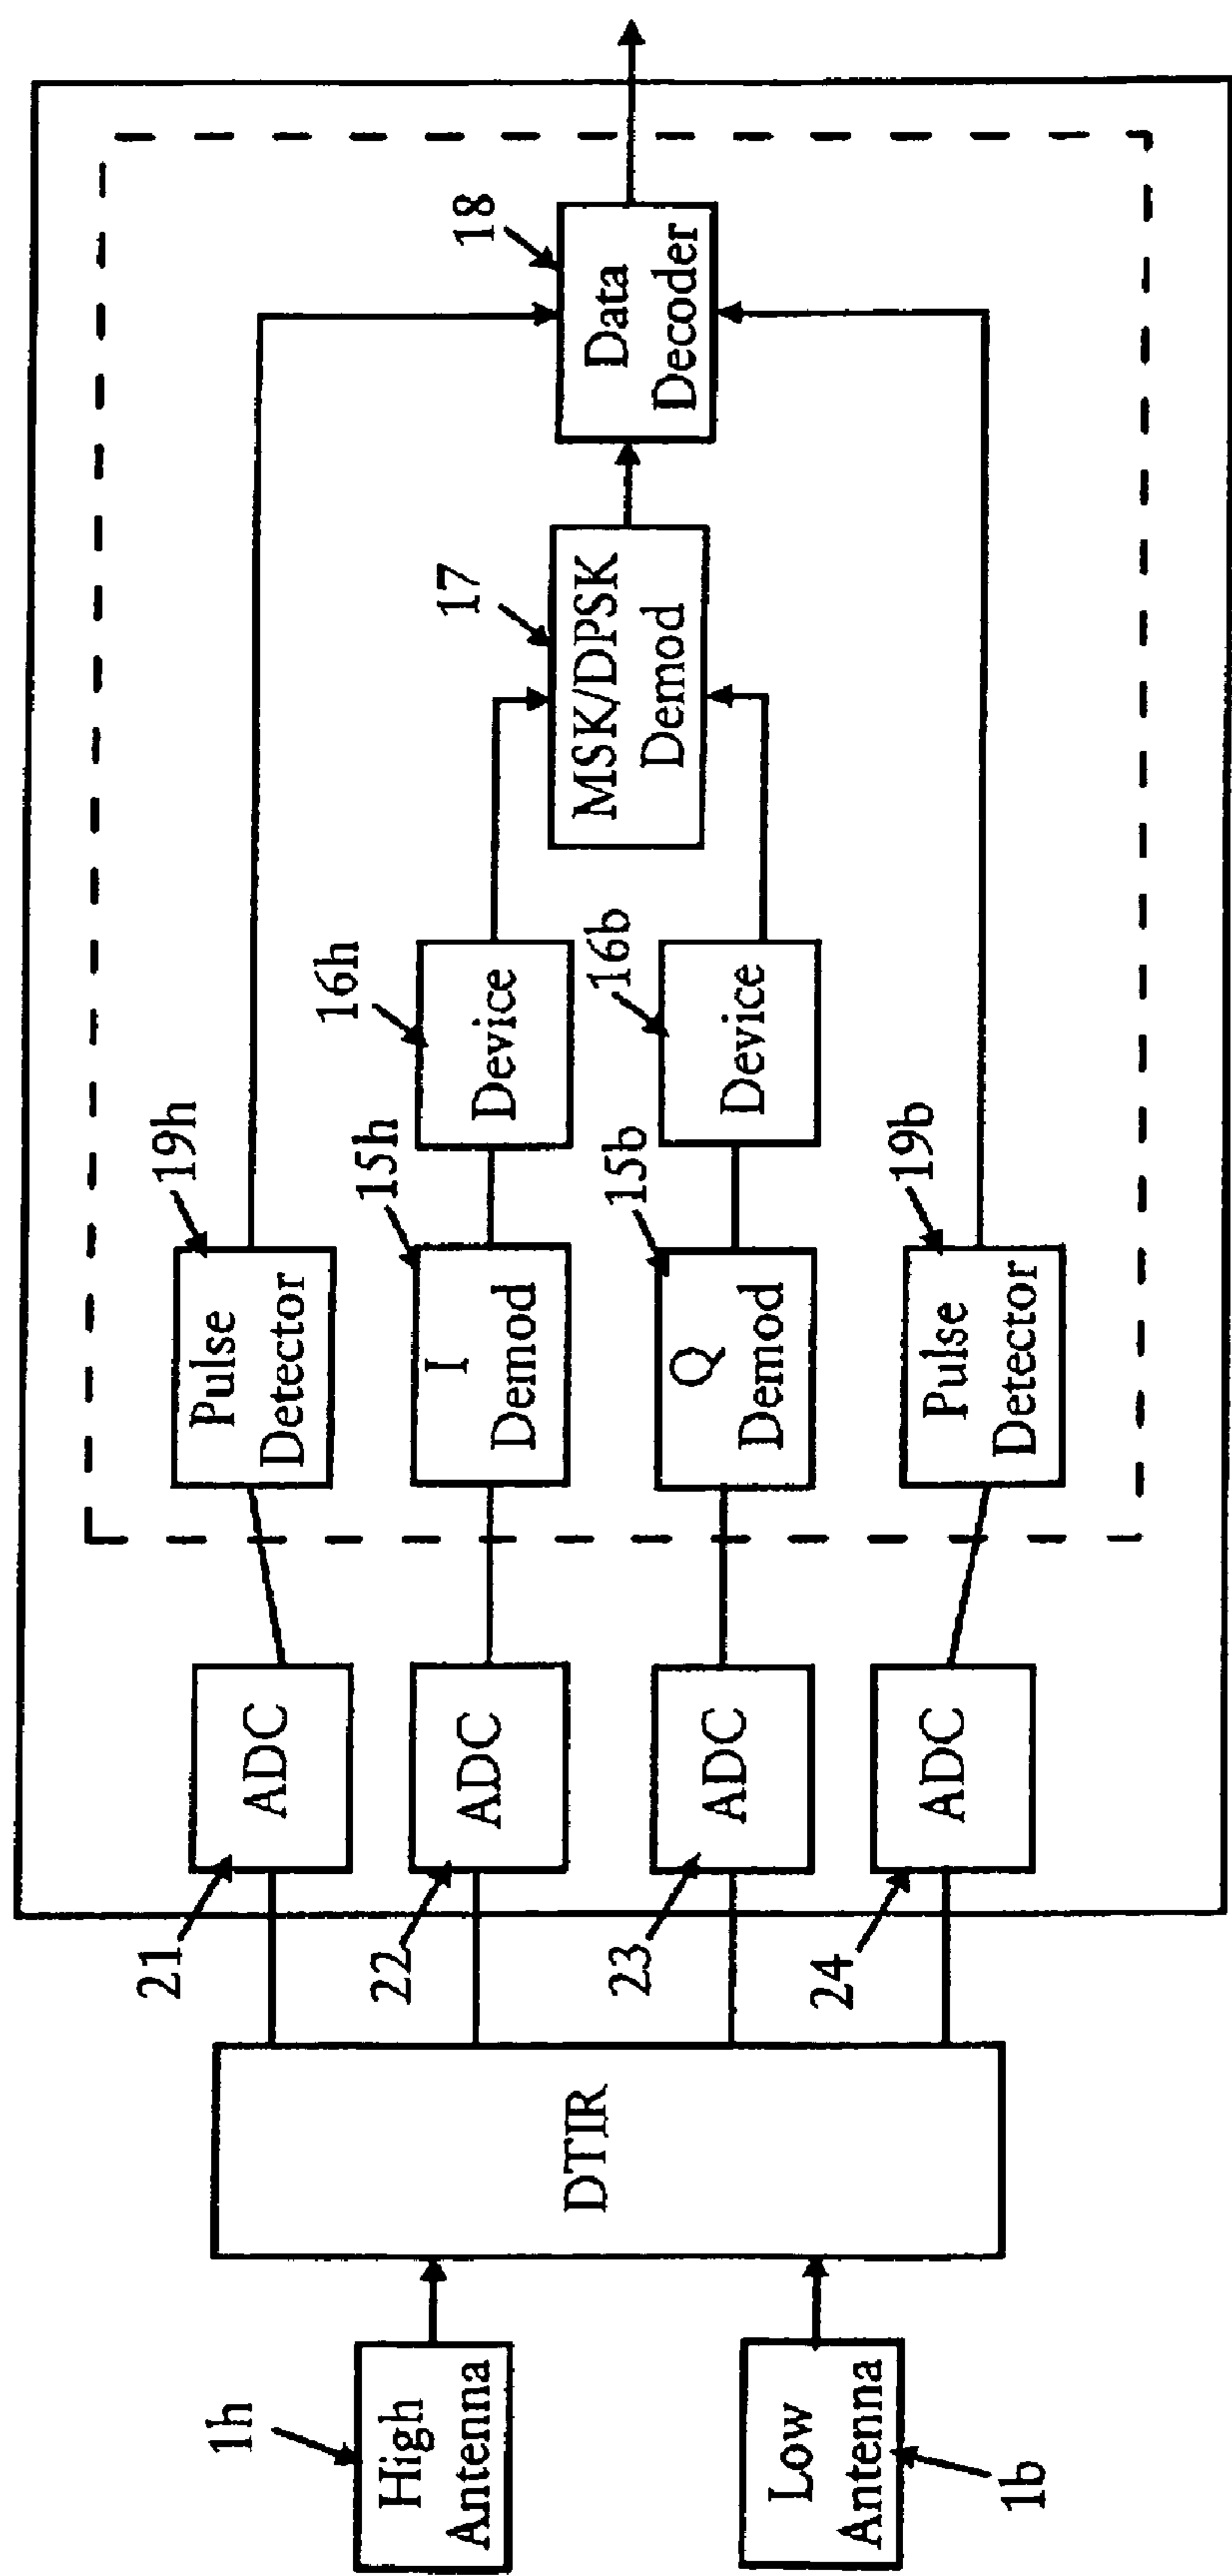 1h
High
Antenna
Low
Antenna
1b
DTIR
21
ADC
22
ADC
23
ADC
24
ADC
19h
Pulse
Detector
15h
I
Demod
15b
Q
Demod
19b
Pulse
Detector
16h
Device
16b
Device
17
MSK/DPSK
Demod
18
Data
Decoder